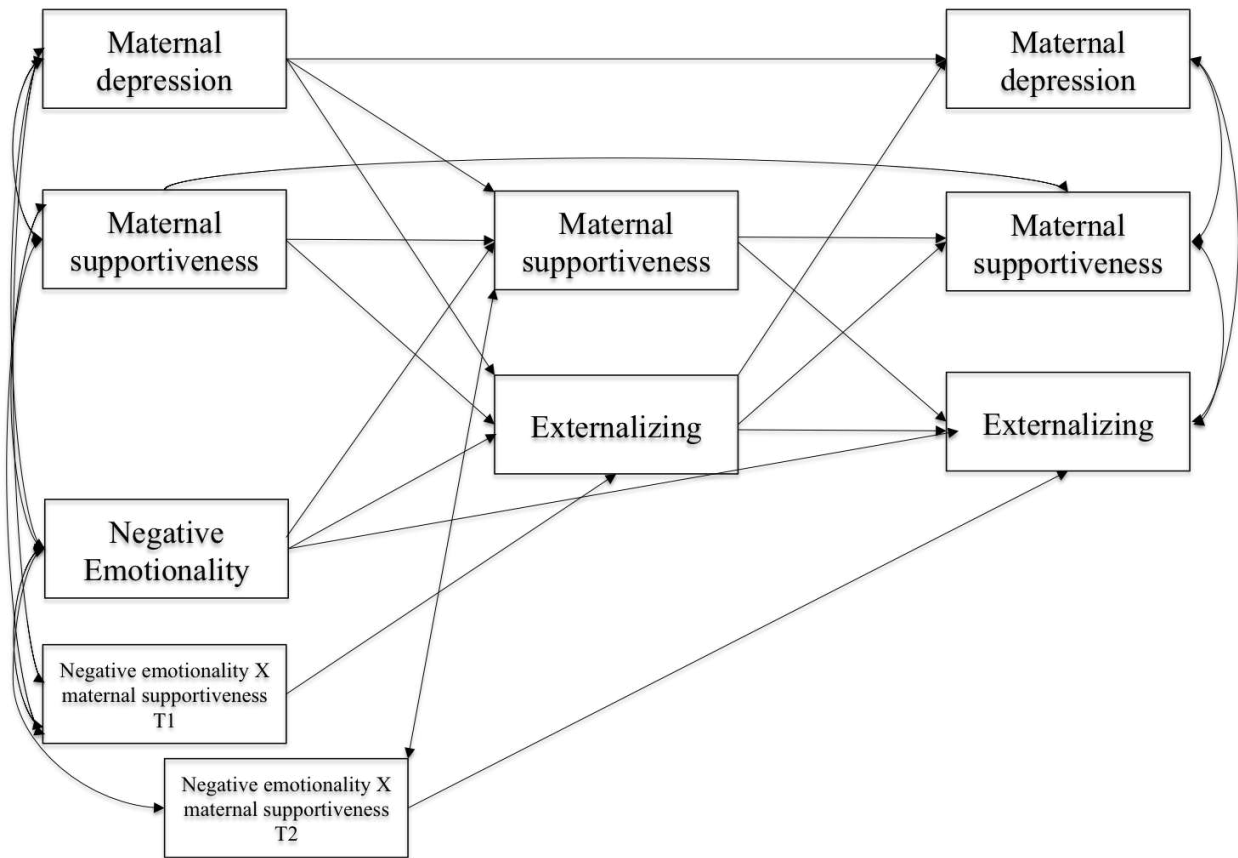 Maternal
depression
Maternal
depression
Maternal
supportiveness
Maternal
supportiveness
Maternal
supportiveness
Externalizing
Externalizing
Negative
Emotionality
Negative emotionality X
maternal supportiveness
T1
Negative emotionality X
maternal supportiveness
T2